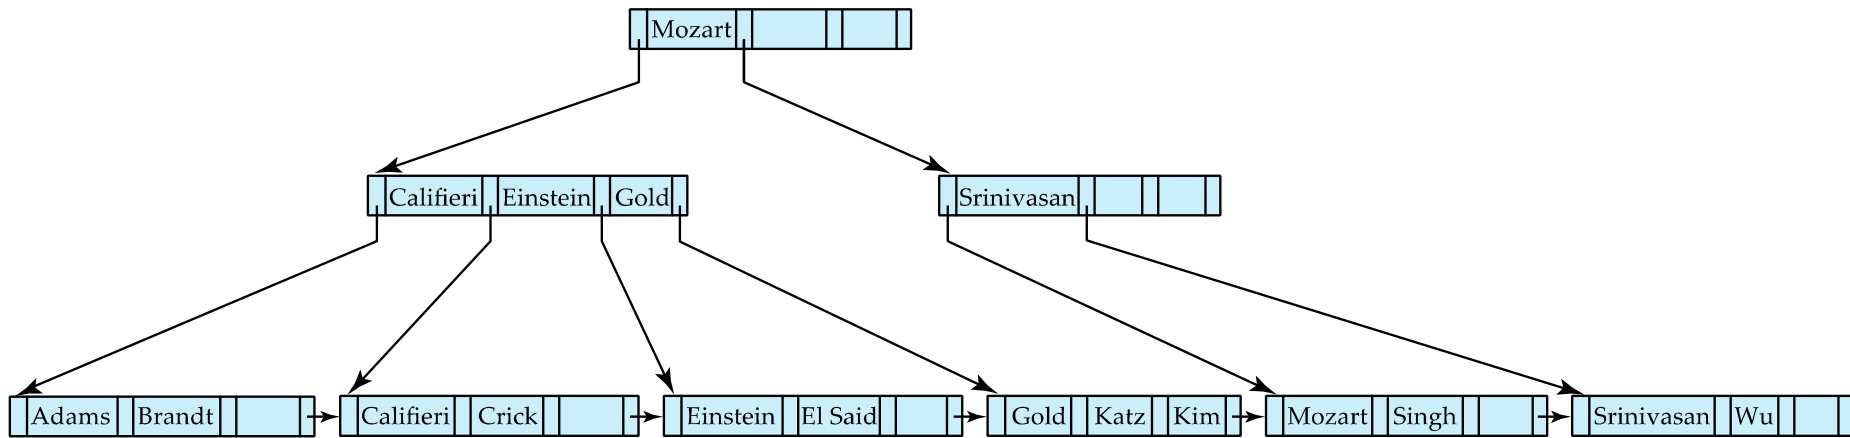 Mozart
Califieri Einstein Gold Srinivasan
Adams Brandt Califieri Crick Einstein El Said Gold Katz Kim Mozart Singh Srinivasan Wu